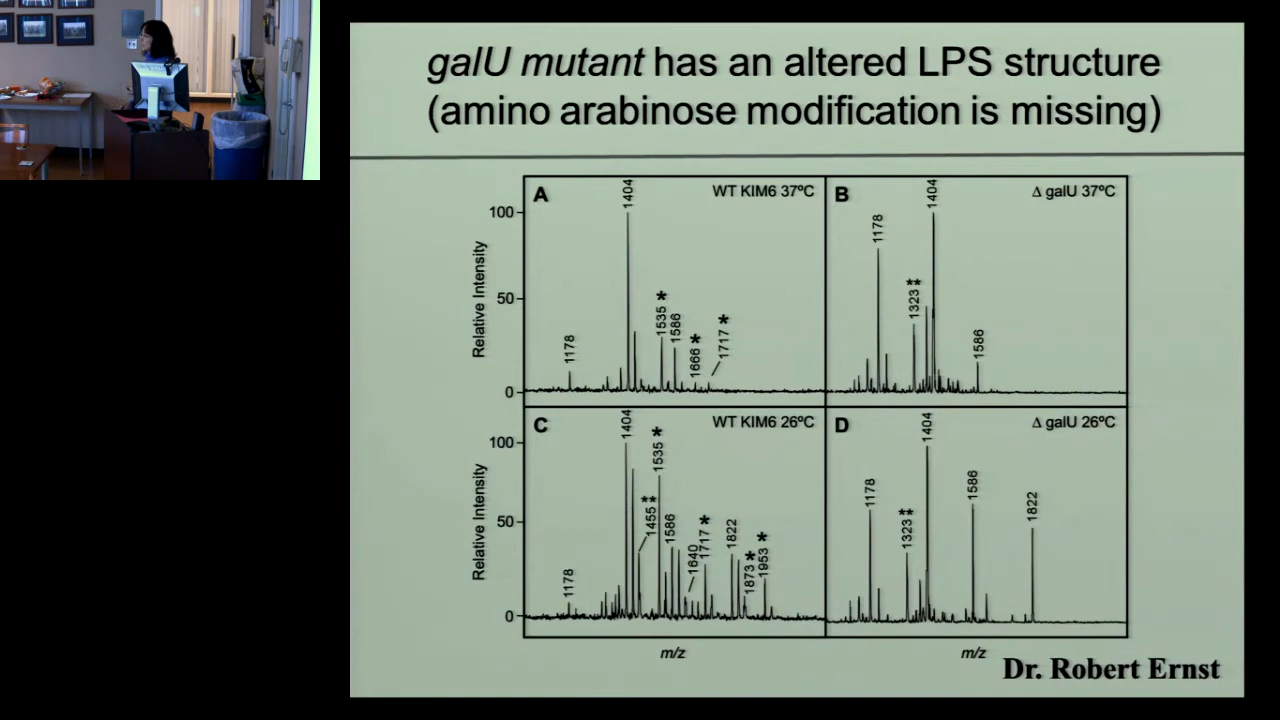 galU mutant has an altered LPS structure
(amino arabinose modification is missing)
A
WT KIM6 37ºC
Relative Intensity
100
50
0
1178
1404
1535 *
1586
1666 *
1717 *
B
Δ galU 37ºC
1178
1323 **
1404
1586
C
WT KIM6 26ºC
Relative Intensity
100
50
0
1178
1404
1455 **
1535 *
1586
1640
1717 *
1822
1873 *
1953 *
m/z
D
Δ galU 26ºC
1178
1323 **
1404
1586
1822
m/z
Dr. Robert Ernst